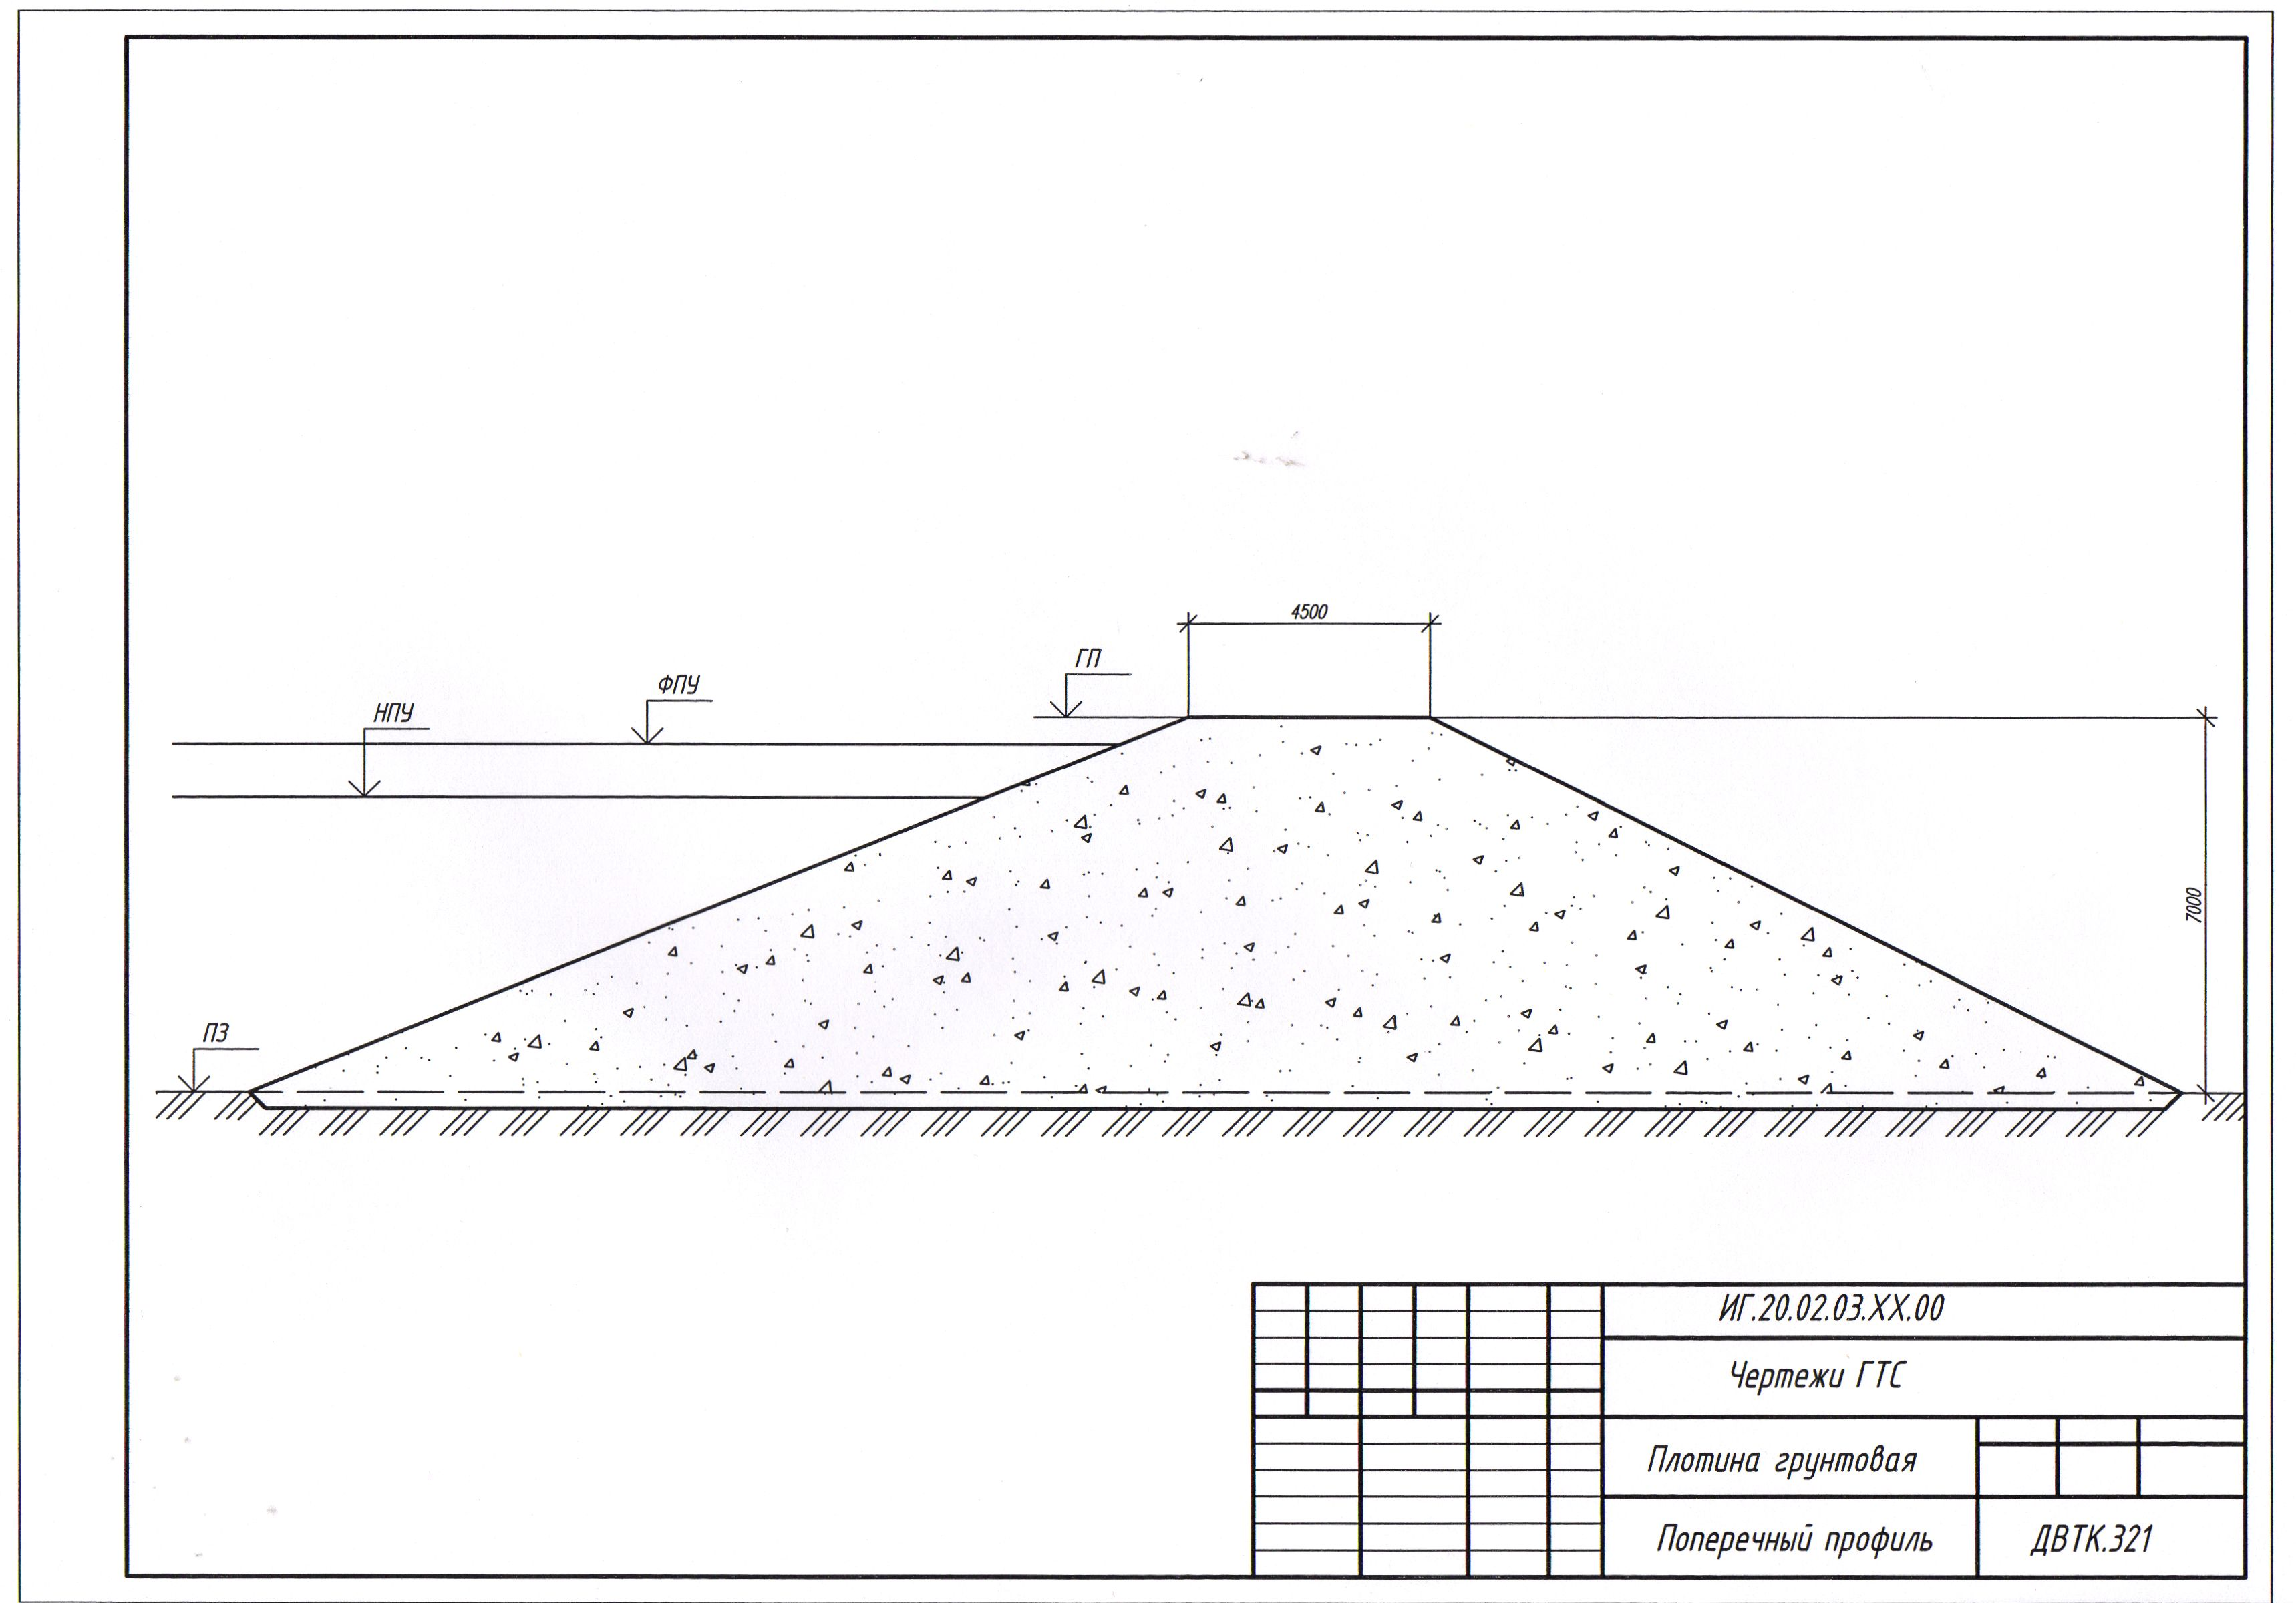 4500
ГП
ФПУ
НПУ
7000
ПЗ
ИГ.20.02.03.ХХ.00
Чертежи ГТС
Плотина грунтовая
Поперечный профиль
ДВТК.321